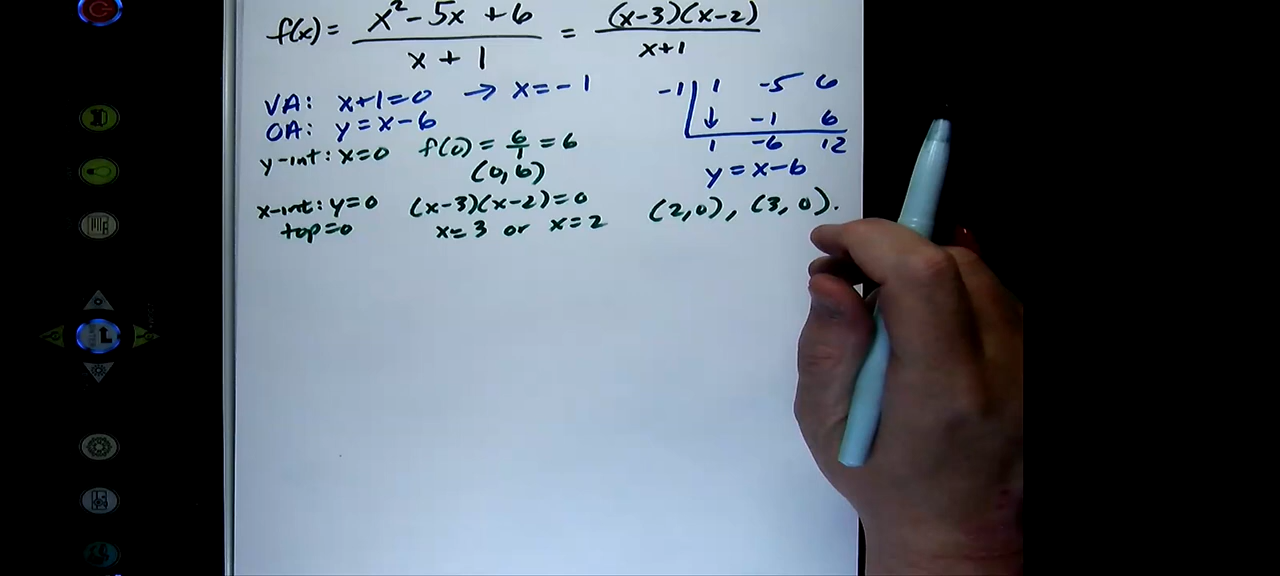 f(x) = (x² - 5x + 6)/(x + 1) = ((x-3)(x-2))/(x+1)
VA: x+1=0 → x=-1
OA: y=x-6
y-int: x=0 f(0) = 6/1 = 6
(0,6)
x-int: y=0 (x-3)(x-2)=0
top=0 x=3 or x=2
-1| 1 -5 6
↓ -1 6
1 -6 12
y=x-6
(2,0), (3,0).